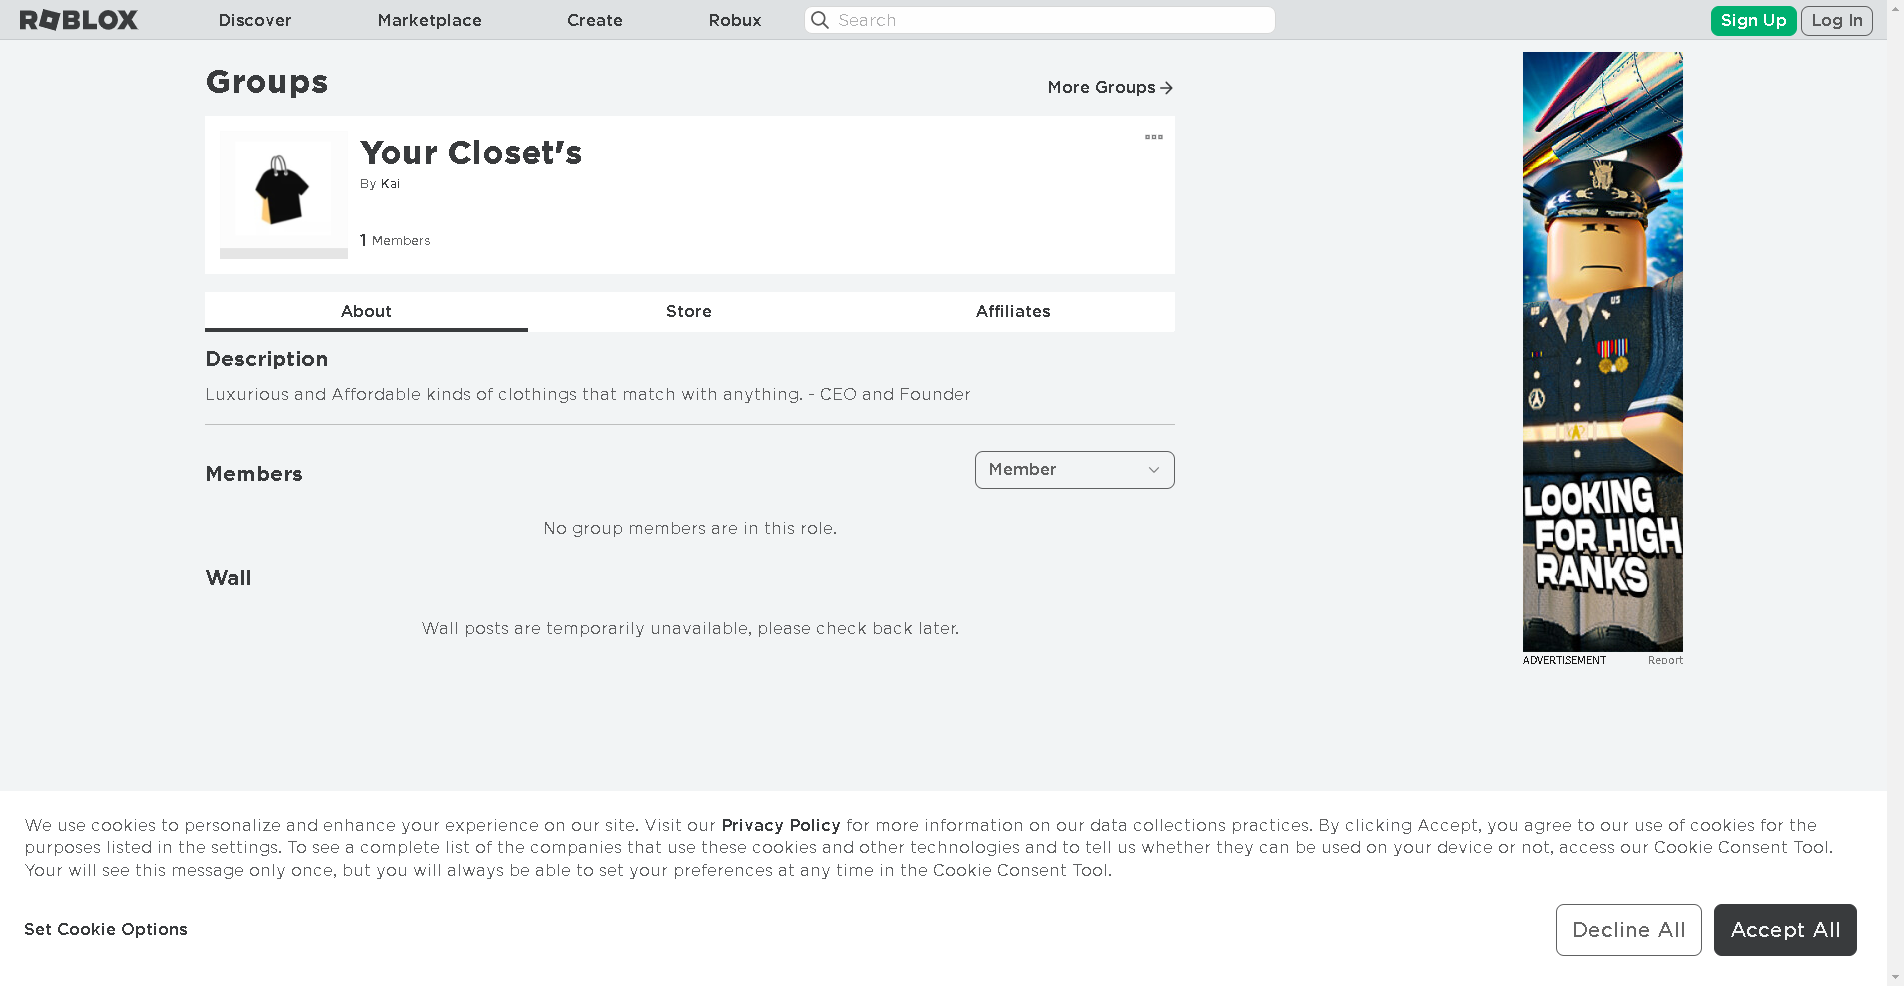 ROBLOX Discover Marketplace Create Robux Search Sign Up Log In
Groups
More Groups
Your Closet's
By Kai
1 Members
About Store Affiliates
Description
Luxurious and Affordable kinds of clothings that match with anything. - CEO and Founder
Members
Member
No group members are in this role.
Wall
Wall posts are temporarily unavailable, please check back later.
US
US
LOOKING
FOR HIGH
RANKS
ADVERTISEMENT Report
We use cookies to personalize and enhance your experience on our site. Visit our Privacy Policy for more information on our data collections practices. By clicking Accept, you agree to our use of cookies for the
purposes listed in the settings. To see a complete list of the companies that use these cookies and other technologies and to tell us whether they can be used on your device or not, access our Cookie Consent Tool.
Your will see this message only once, but you will always be able to set your preferences at any time in the Cookie Consent Tool.
Set Cookie Options
Decline All
Accept All